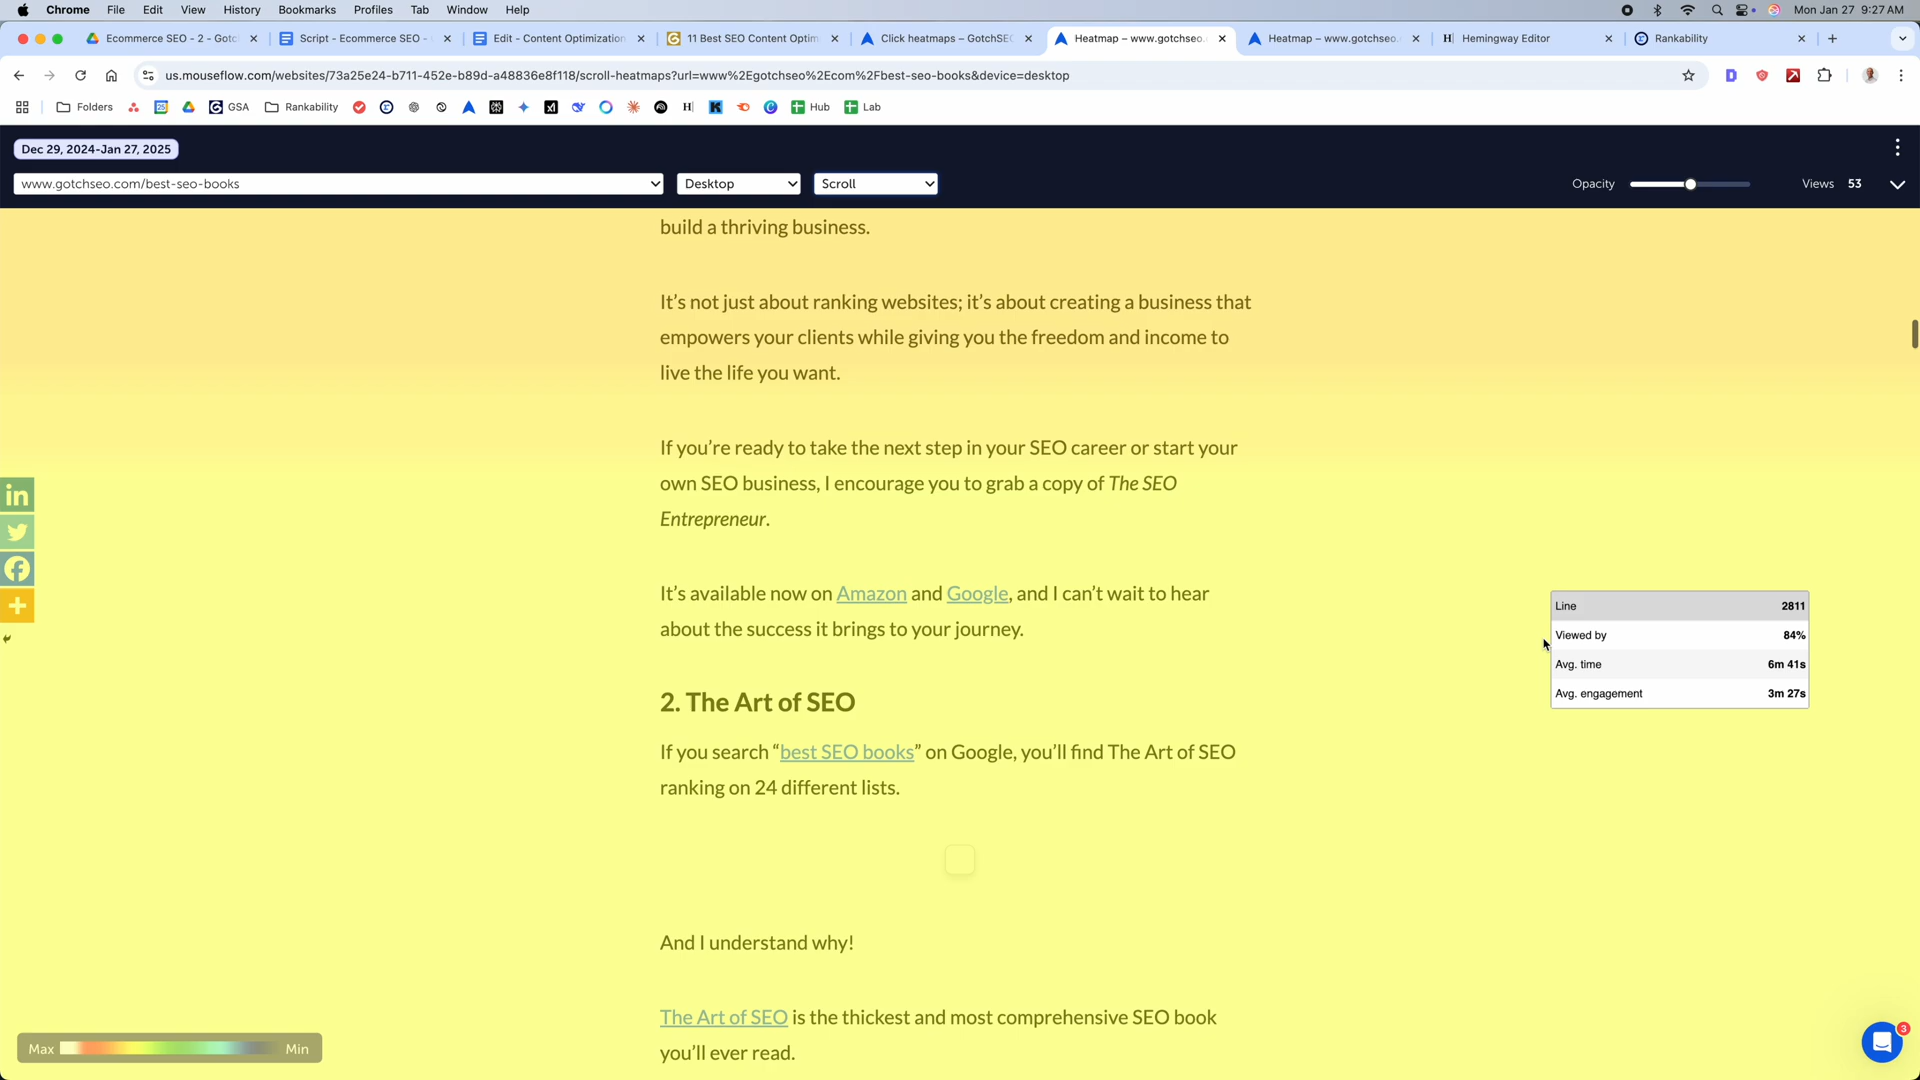 Chrome File Edit View History Bookmarks Profiles Tab Window Help Mon Jan 27 9:27 AM
Ecommerce SEO - 2 - Gotc Script - Ecommerce SEO - Edit - Content Optimization 11 Best SEO Content Optim Click heatmaps – GotchSEO Heatmap – www.gotchseo. Heatmap – www.gotchseo. Hemingway Editor Rankability
us.mouseflow.com/websites/73a25e24-b711-452e-b89d-a48836e8f118/scroll-heatmaps?url=www%2Egotchseo%2Ecom%2Fbest-seo-books&device=desktop
Folders GSA Rankability Hub Lab
Dec 29, 2024-Jan 27, 2025
www.gotchseo.com/best-seo-books Desktop Scroll Opacity Views 53
build a thriving business.
It’s not just about ranking websites; it’s about creating a business that
empowers your clients while giving you the freedom and income to
live the life you want.
If you’re ready to take the next step in your SEO career or start your
own SEO business, I encourage you to grab a copy of The SEO
Entrepreneur.
It’s available now on Amazon and Google, and I can’t wait to hear
about the success it brings to your journey.
Line 2811
Viewed by 84%
Avg. time 6m 41s
Avg. engagement 3m 27s
2. The Art of SEO
If you search “best SEO books” on Google, you’ll find The Art of SEO
ranking on 24 different lists.
And I understand why!
The Art of SEO is the thickest and most comprehensive SEO book
you’ll ever read.
Max Min
3